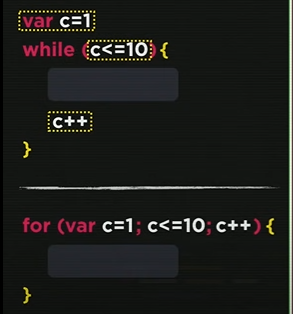 var c=1
while (c<=10) {
c++
}
for (var c=1; c<=10; c++) {
}